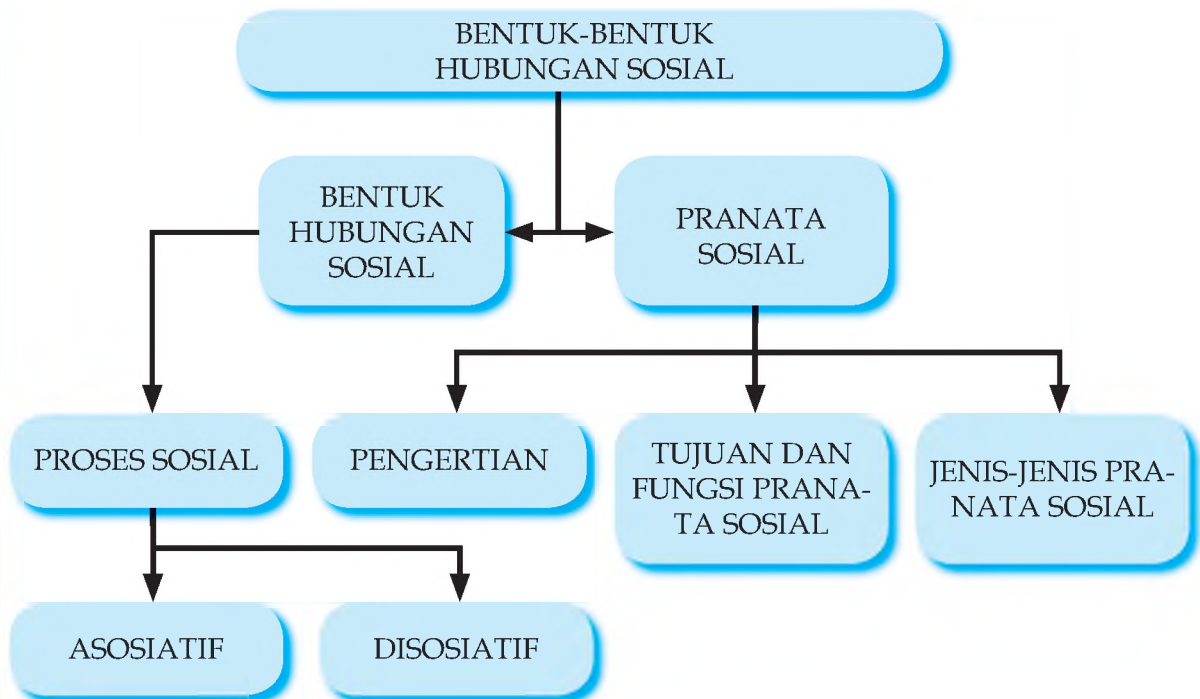 BENTUK-BENTUK
HUBUNGAN SOSIAL
BENTUK
HUBUNGAN
SOSIAL
PRANATA
SOSIAL
PROSES SOSIAL
PENGERTIAN
TUJUAN DAN
FUNGSI PRANA-
TA SOSIAL
JENIS-JENIS PRA-
NATA SOSIAL
ASOSIATIF
DISOSIATIF